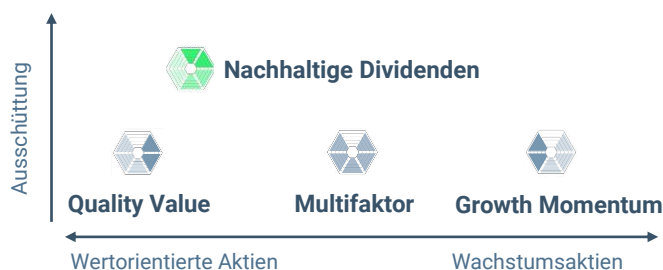 Ausschüttung
Nachhaltige Dividenden
Quality Value
Multifaktor
Growth Momentum
Wertorientierte Aktien
Wachstumsaktien